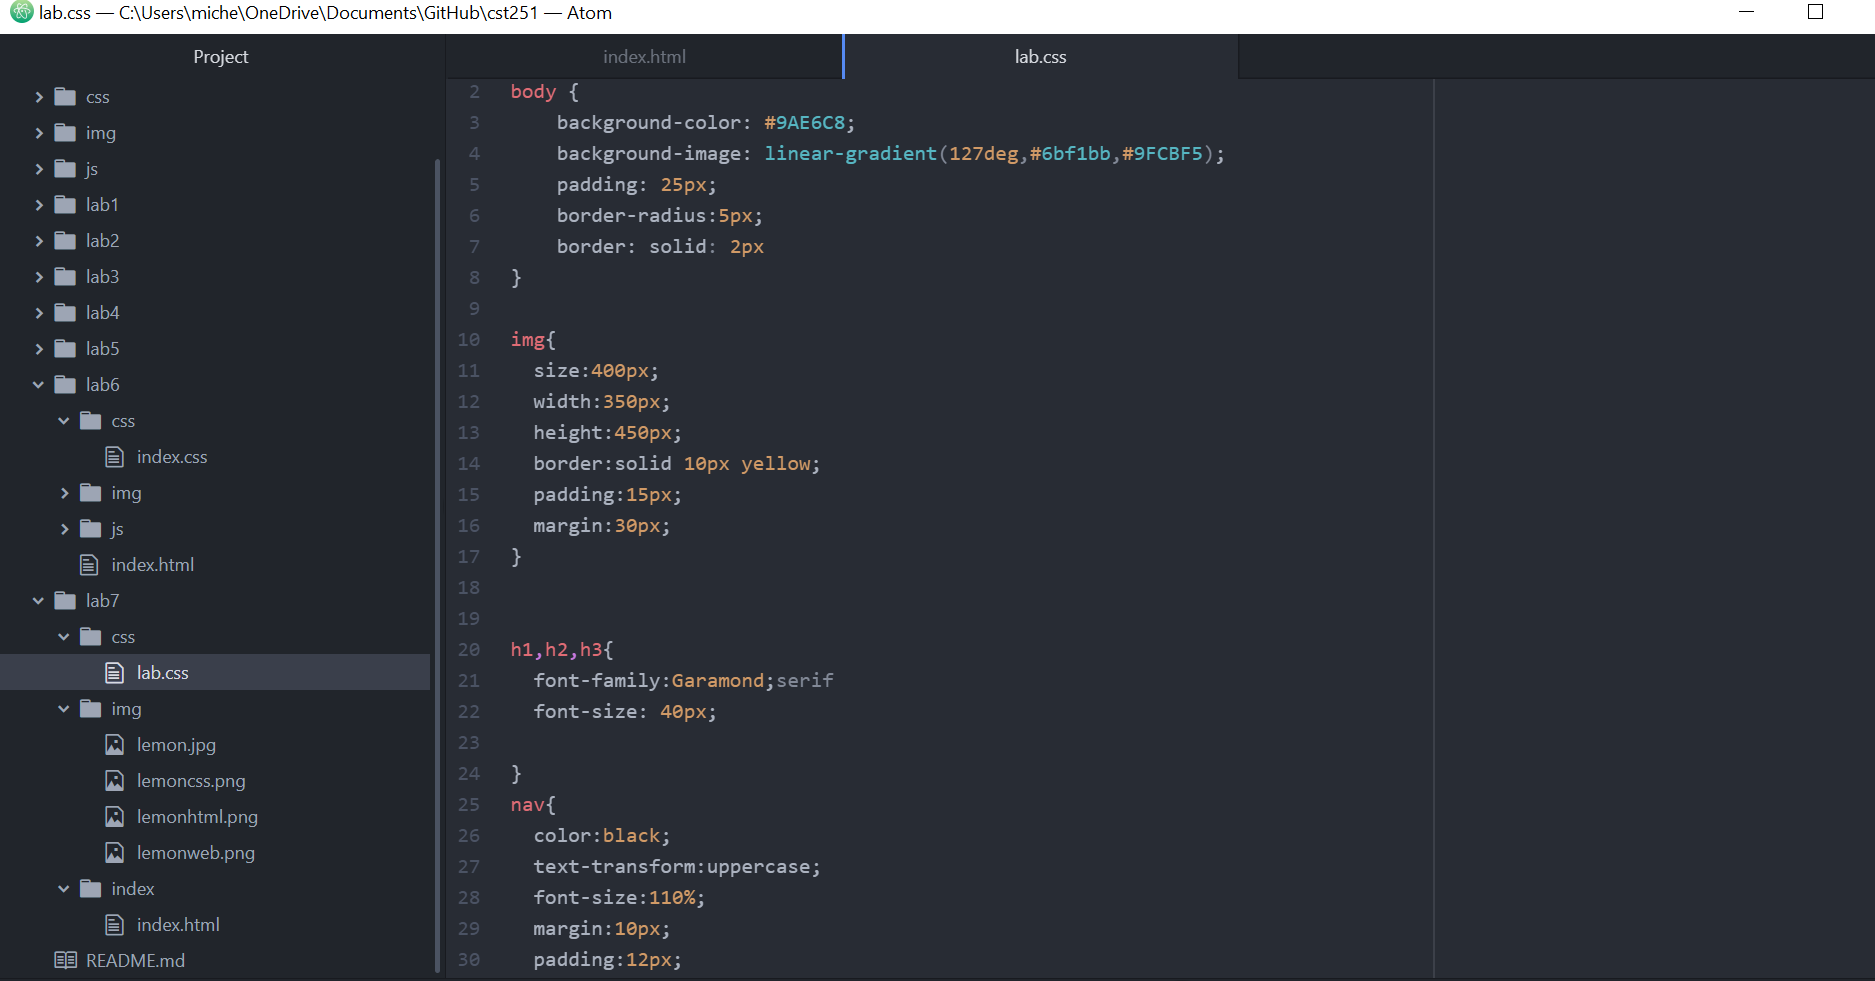 lab.css — C:\Users\miche\OneDrive\Documents\GitHub\cst251 — Atom
Project
css
img
js
lab1
lab2
lab3
lab4
lab5
lab6
css
index.css
img
js
index.html
lab7
css
lab.css
img
lemon.jpg
lemoncss.png
lemonhtml.png
lemonweb.png
index
index.html
README.md
index.html
lab.css
2 body {
3 background-color: #9AE6C8;
4 background-image: linear-gradient(127deg,#6bf1bb,#9FCBF5);
5 padding: 25px;
6 border-radius:5px;
7 border: solid: 2px
8 }
9
10 img{
11 size:400px;
12 width:350px;
13 height:450px;
14 border:solid 10px yellow;
15 padding:15px;
16 margin:30px;
17 }
18
19
20 h1,h2,h3{
21 font-family:Garamond;serif
22 font-size: 40px;
23
24 }
25 nav{
26 color:black;
27 text-transform:uppercase;
28 font-size:110%;
29 margin:10px;
30 padding:12px;